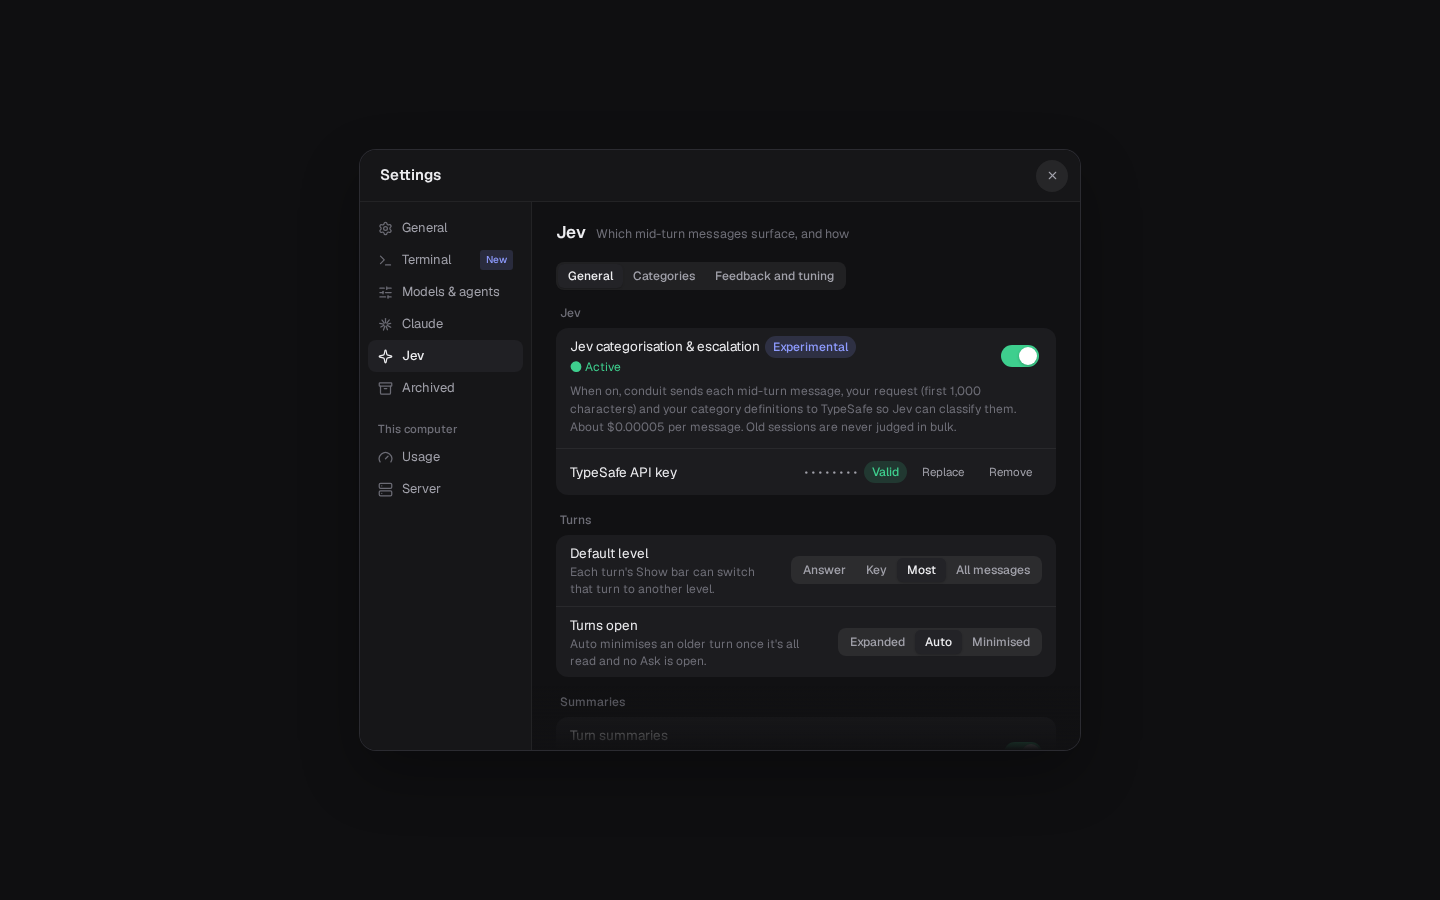 Settings
General
Terminal New
Models & agents
Claude
Jev
Archived
This computer
Usage
Server
Jev Which mid-turn messages surface, and how
General Categories Feedback and tuning
Jev
Jev categorisation & escalation Experimental
Active
When on, conduit sends each mid-turn message, your request (first 1,000
characters) and your category definitions to TypeSafe so Jev can classify them.
About $0.00005 per message. Old sessions are never judged in bulk.
TypeSafe API key ········ Valid Replace Remove
Turns
Default level
Each turn's Show bar can switch
that turn to another level.
Answer Key Most All messages
Turns open
Auto minimises an older turn once it's all
read and no Ask is open.
Expanded Auto Minimised
Summaries
Turn summaries